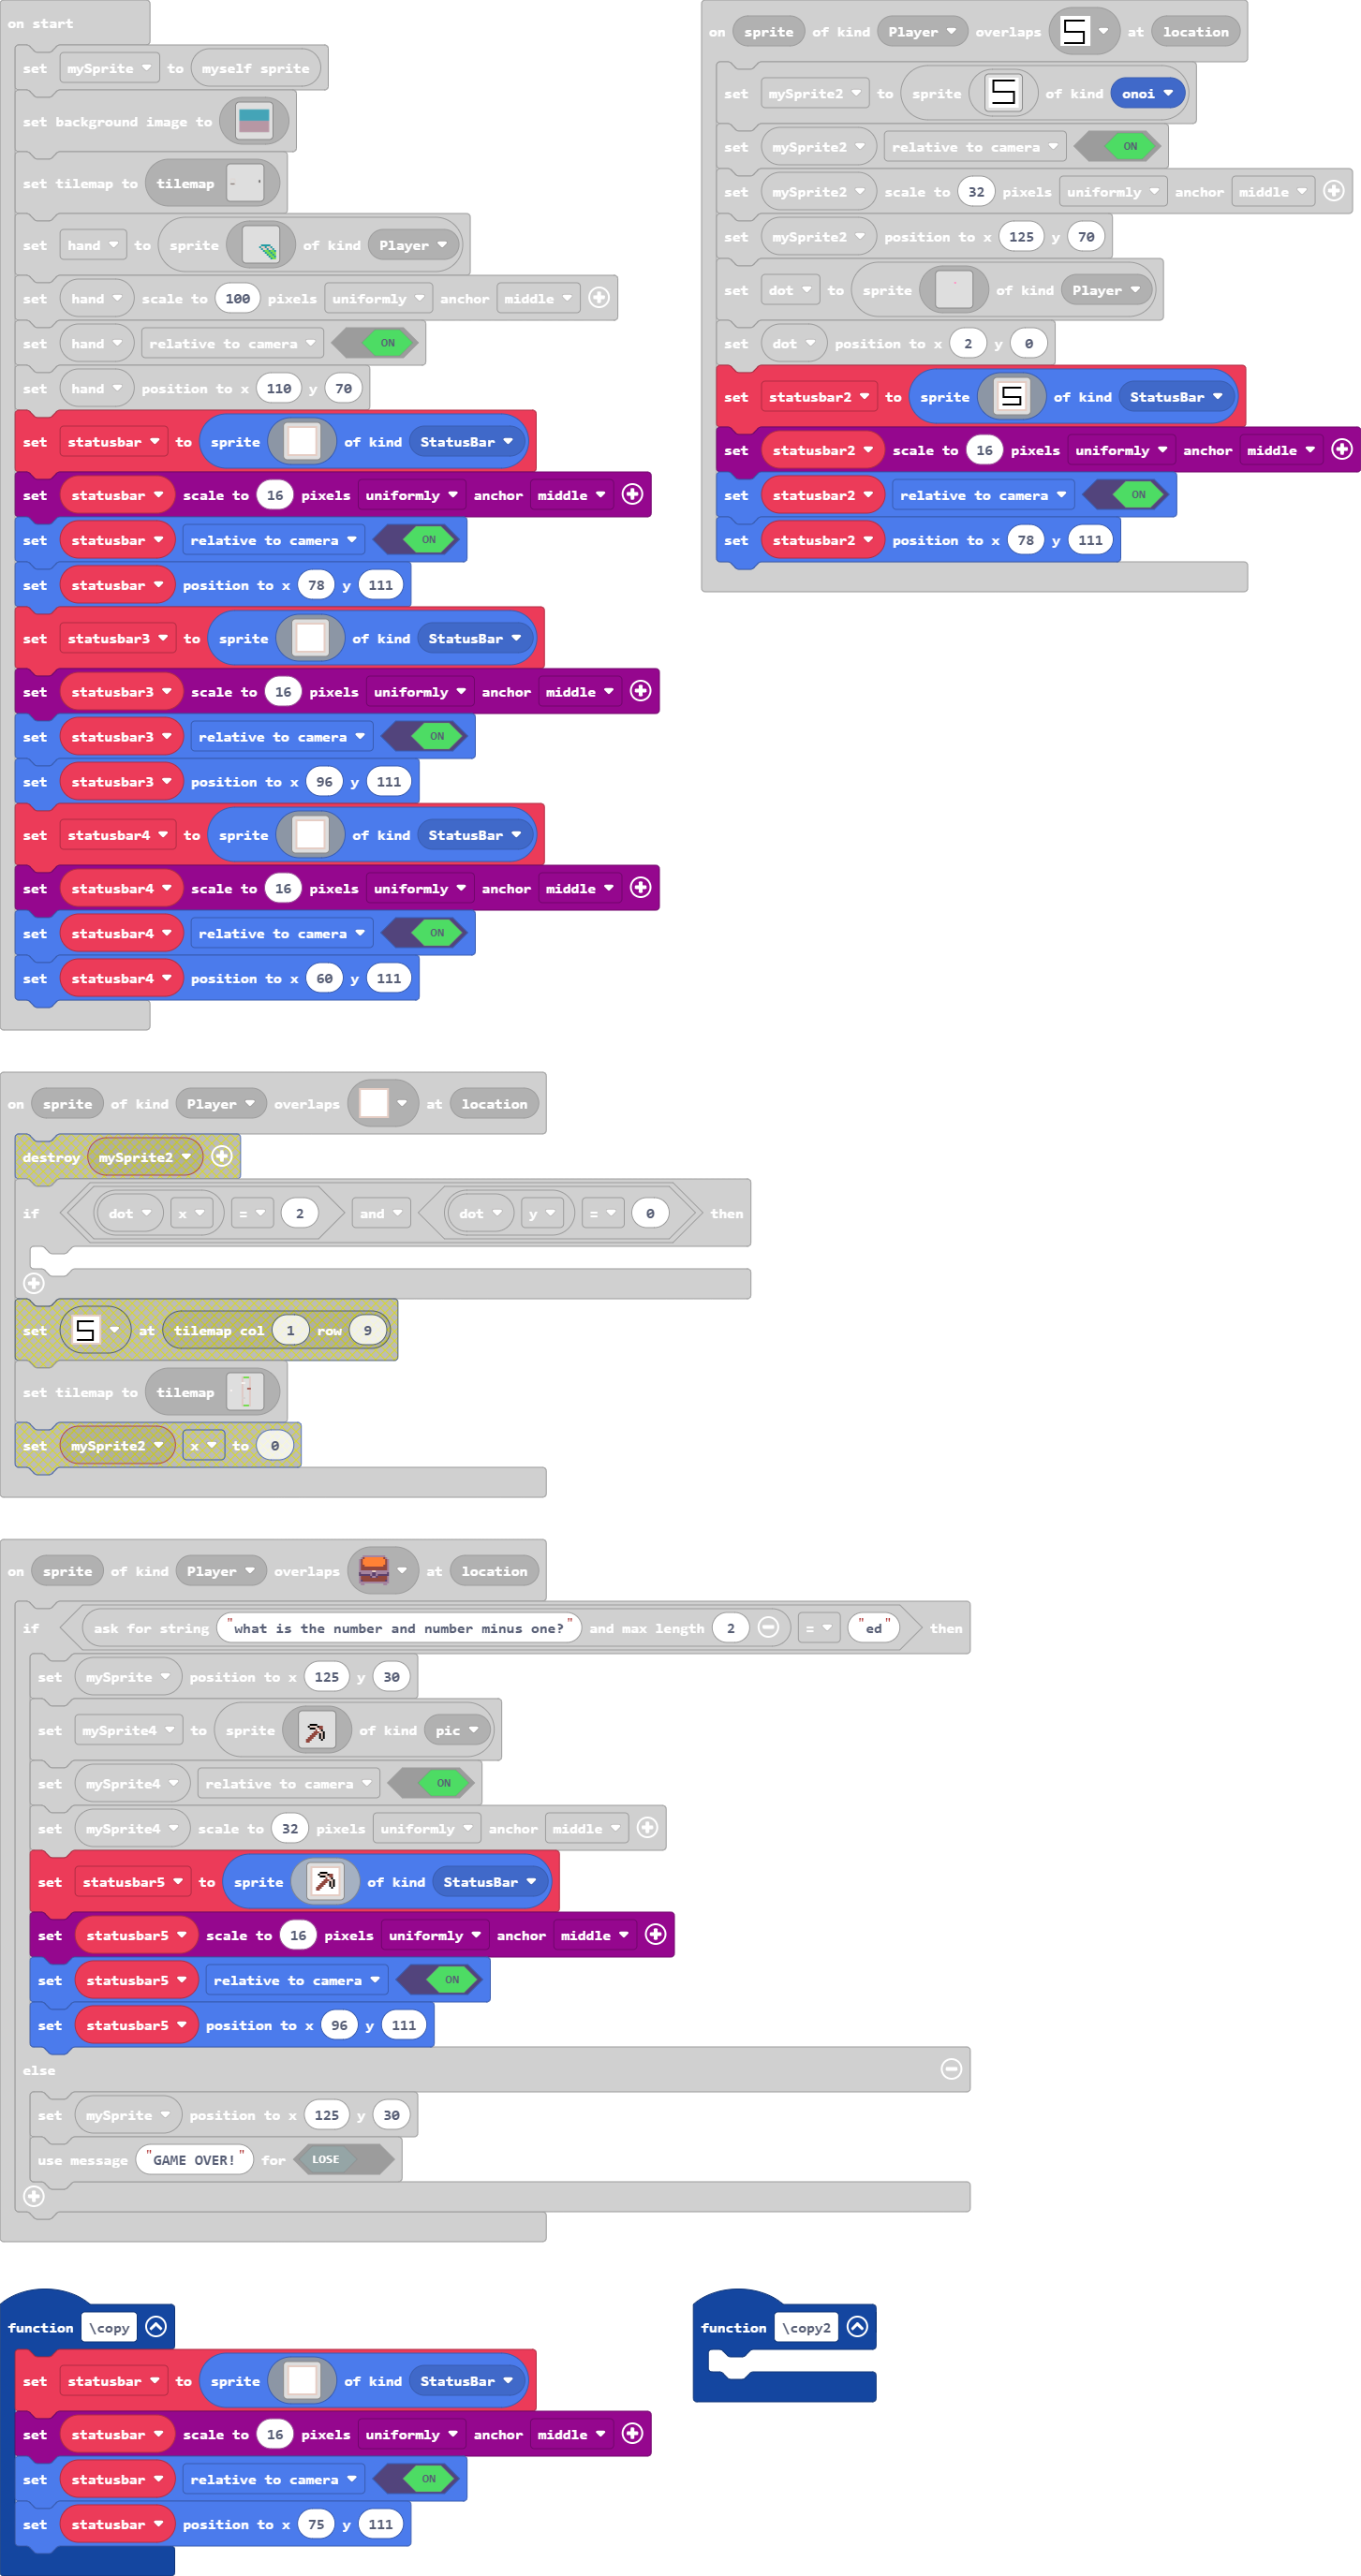 on start
set mySprite to myself sprite
set background image to
set tilemap to tilemap
set hand to sprite of kind Player
set hand scale to 100 pixels uniformly anchor middle
set hand relative to camera ON
set hand position to x 110 y 70
set statusbar to sprite of kind StatusBar
set statusbar scale to 16 pixels uniformly anchor middle
set statusbar relative to camera ON
set statusbar position to x 78 y 111
set statusbar3 to sprite of kind StatusBar
set statusbar3 scale to 16 pixels uniformly anchor middle
set statusbar3 relative to camera ON
set statusbar3 position to x 96 y 111
set statusbar4 to sprite of kind StatusBar
set statusbar4 scale to 16 pixels uniformly anchor middle
set statusbar4 relative to camera ON
set statusbar4 position to x 60 y 111
on sprite of kind Player overlaps at location
set mySprite2 to sprite of kind onoi
set mySprite2 relative to camera ON
set mySprite2 scale to 32 pixels uniformly anchor middle
set mySprite2 position to x 125 y 70
set dot to sprite of kind Player
set dot position to x 2 y 0
set statusbar2 to sprite of kind StatusBar
set statusbar2 scale to 16 pixels uniformly anchor middle
set statusbar2 relative to camera ON
set statusbar2 position to x 78 y 111
on sprite of kind Player overlaps at location
destroy mySprite2
if dot x = 2 and dot y = 0 then
set at tilemap col 1 row 9
set tilemap to tilemap
set mySprite2 x to 0
on sprite of kind Player overlaps at location
if ask for string "what is the number and number minus one?" and max length 2 = "ed" then
set mySprite position to x 125 y 30
set mySprite4 to sprite of kind pic
set mySprite4 relative to camera ON
set mySprite4 scale to 32 pixels uniformly anchor middle
set statusbar5 to sprite of kind StatusBar
set statusbar5 scale to 16 pixels uniformly anchor middle
set statusbar5 relative to camera ON
set statusbar5 position to x 96 y 111
else
set mySprite position to x 125 y 30
use message "GAME OVER!" for LOSE
function \copy
set statusbar to sprite of kind StatusBar
set statusbar scale to 16 pixels uniformly anchor middle
set statusbar relative to camera ON
set statusbar position to x 75 y 111
function \copy2